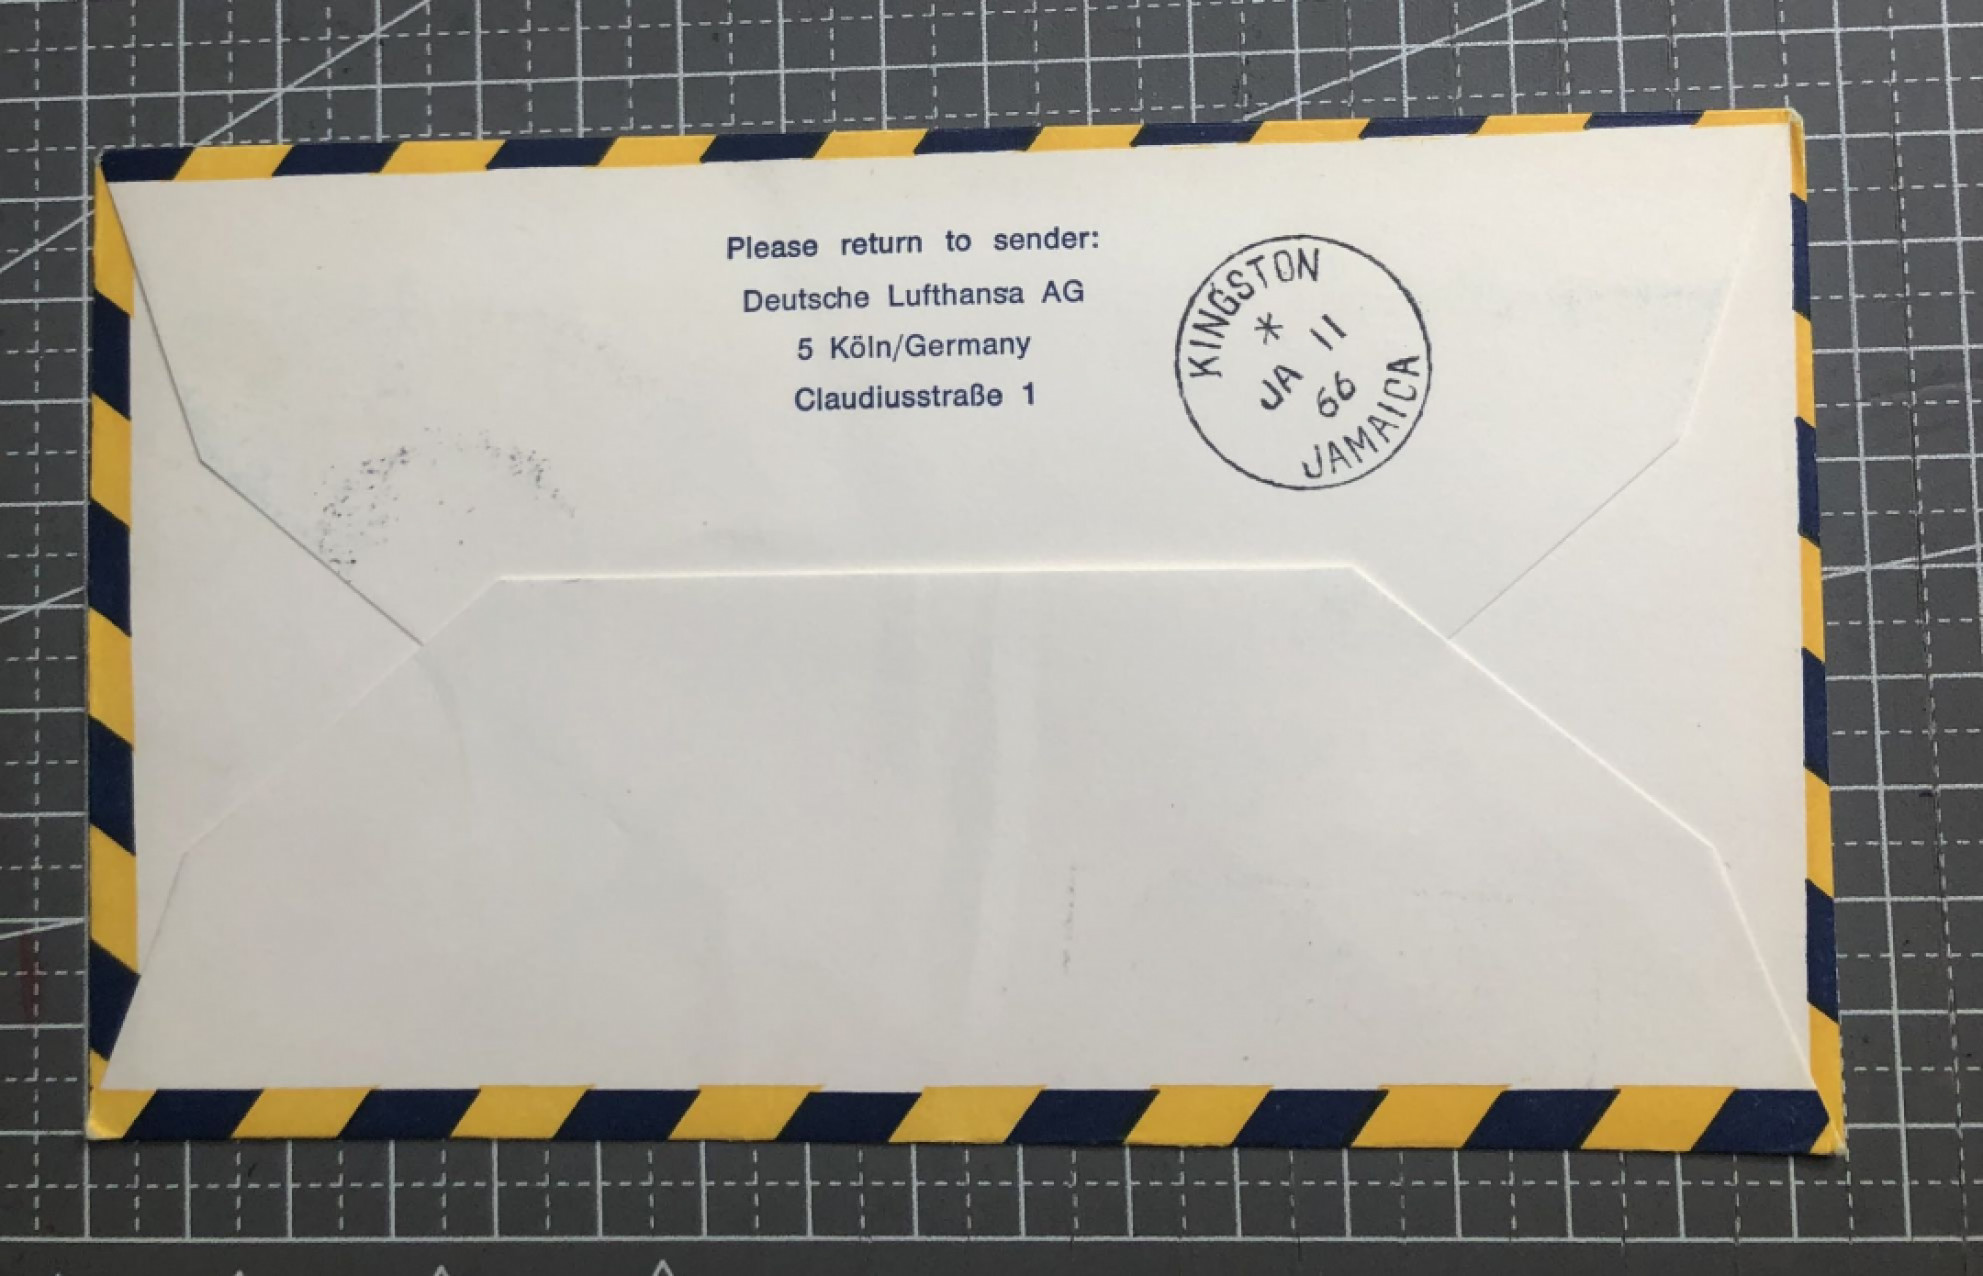 Please return to sender:
Deutsche Lufthansa AG
5 Köln/Germany
Claudiusstraße 1
KINGSTON
* 11
JA 66
JAMAICA